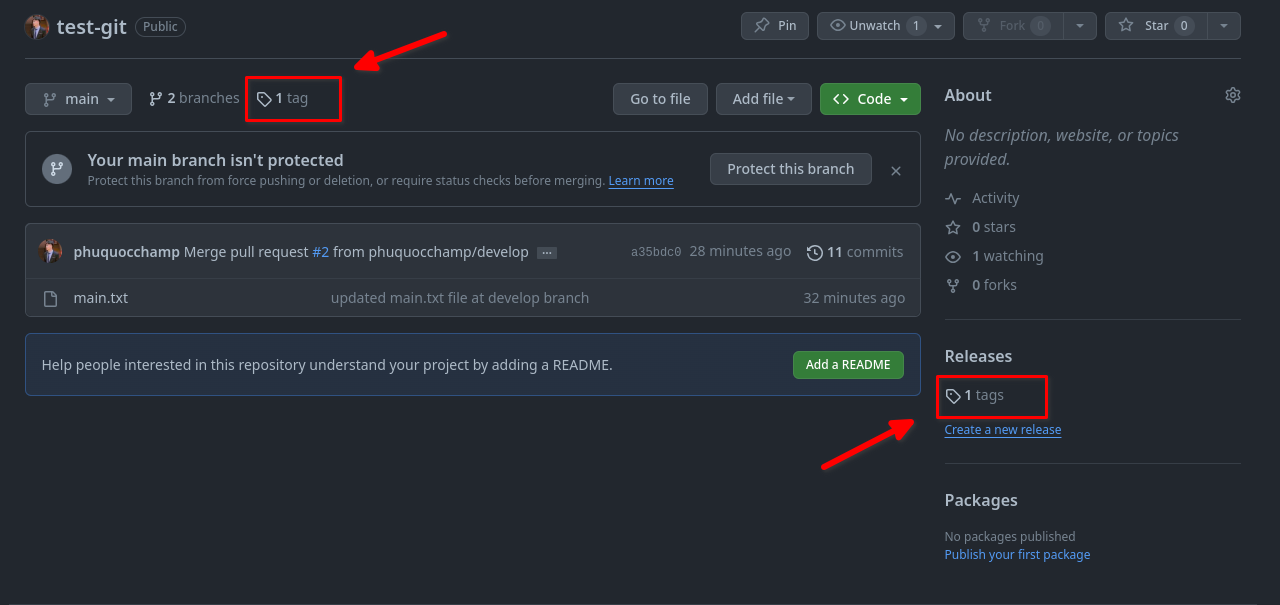 test-git Public
Pin Unwatch 1 Fork 0 Star 0
main 2 branches 1 tag Go to file Add file Code
Your main branch isn't protected
Protect this branch from force pushing or deletion, or require status checks before merging. Learn more
Protect this branch
phuquocchamp Merge pull request #2 from phuquocchamp/develop ... a35bdc0 28 minutes ago 11 commits
main.txt updated main.txt file at develop branch 32 minutes ago
Help people interested in this repository understand your project by adding a README. Add a README
About
No description, website, or topics
provided.
Activity
0 stars
1 watching
0 forks
Releases
1 tags
Create a new release
Packages
No packages published
Publish your first package